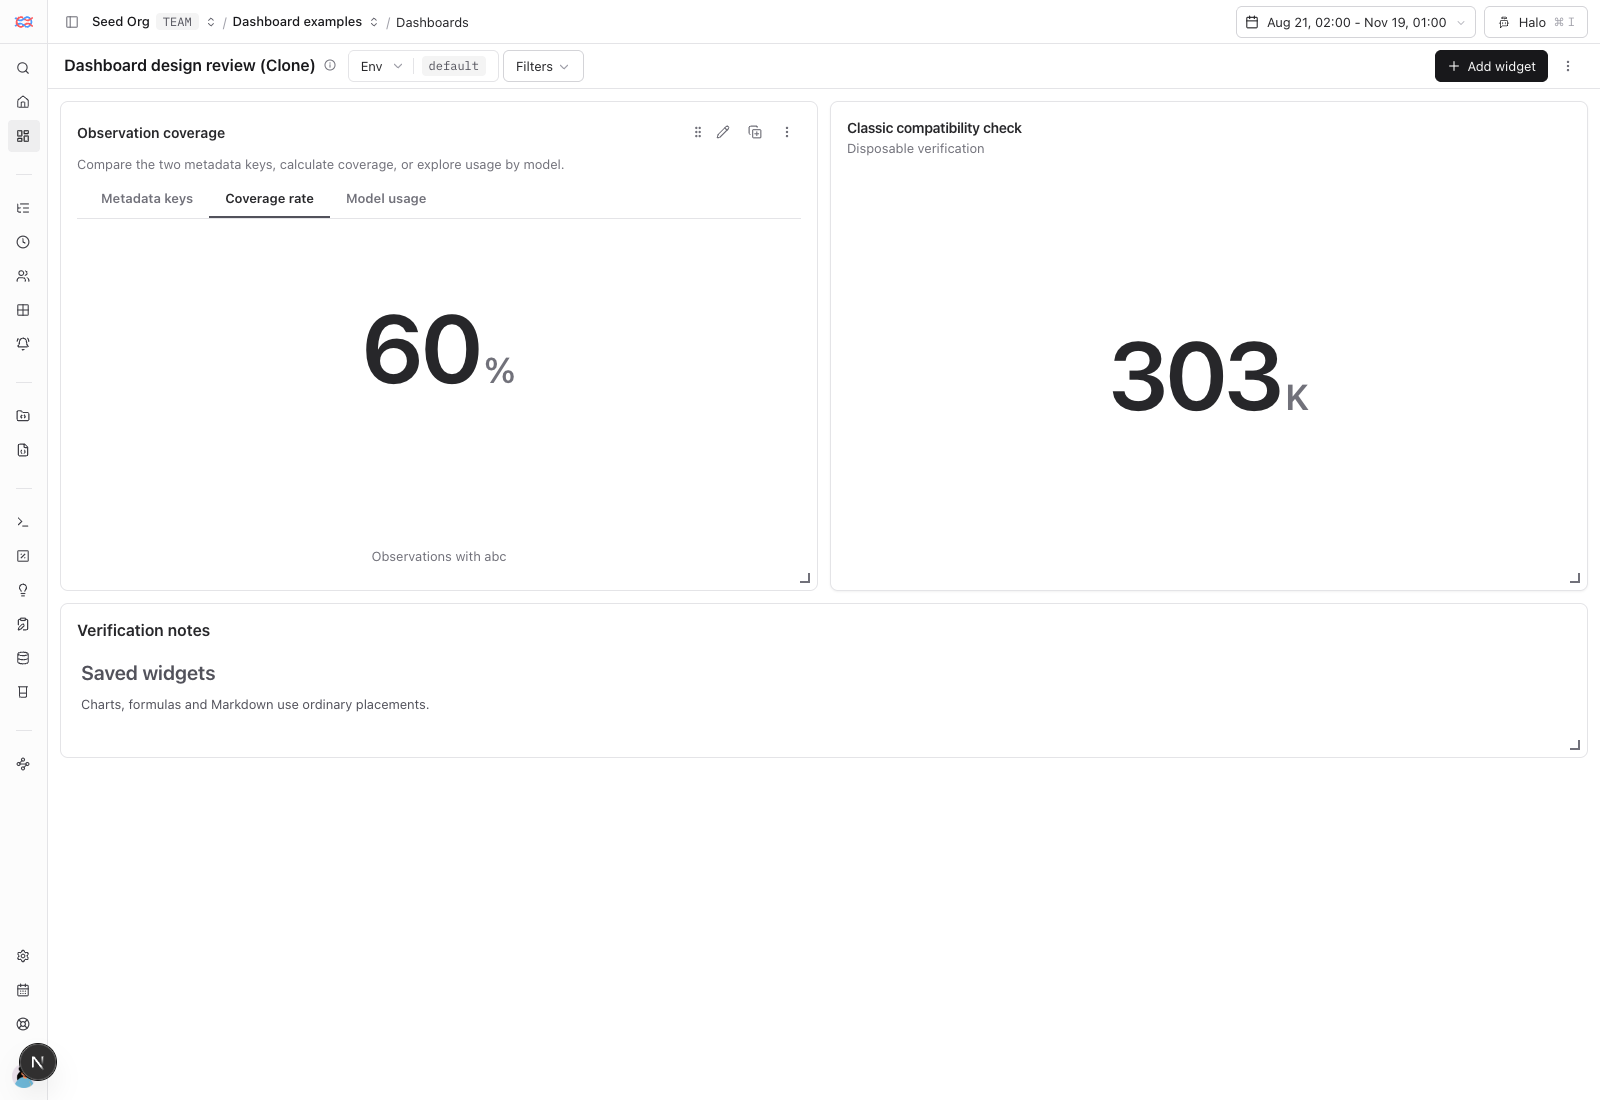 Seed Org TEAM / Dashboard examples / Dashboards
Aug 21, 02:00 - Nov 19, 01:00
Halo ⌘ I
Dashboard design review (Clone)
Env default
Filters
+ Add widget
Observation coverage
Compare the two metadata keys, calculate coverage, or explore usage by model.
Metadata keys Coverage rate Model usage
60%
Observations with abc
Classic compatibility check
Disposable verification
303K
Verification notes
Saved widgets
Charts, formulas and Markdown use ordinary placements.
N